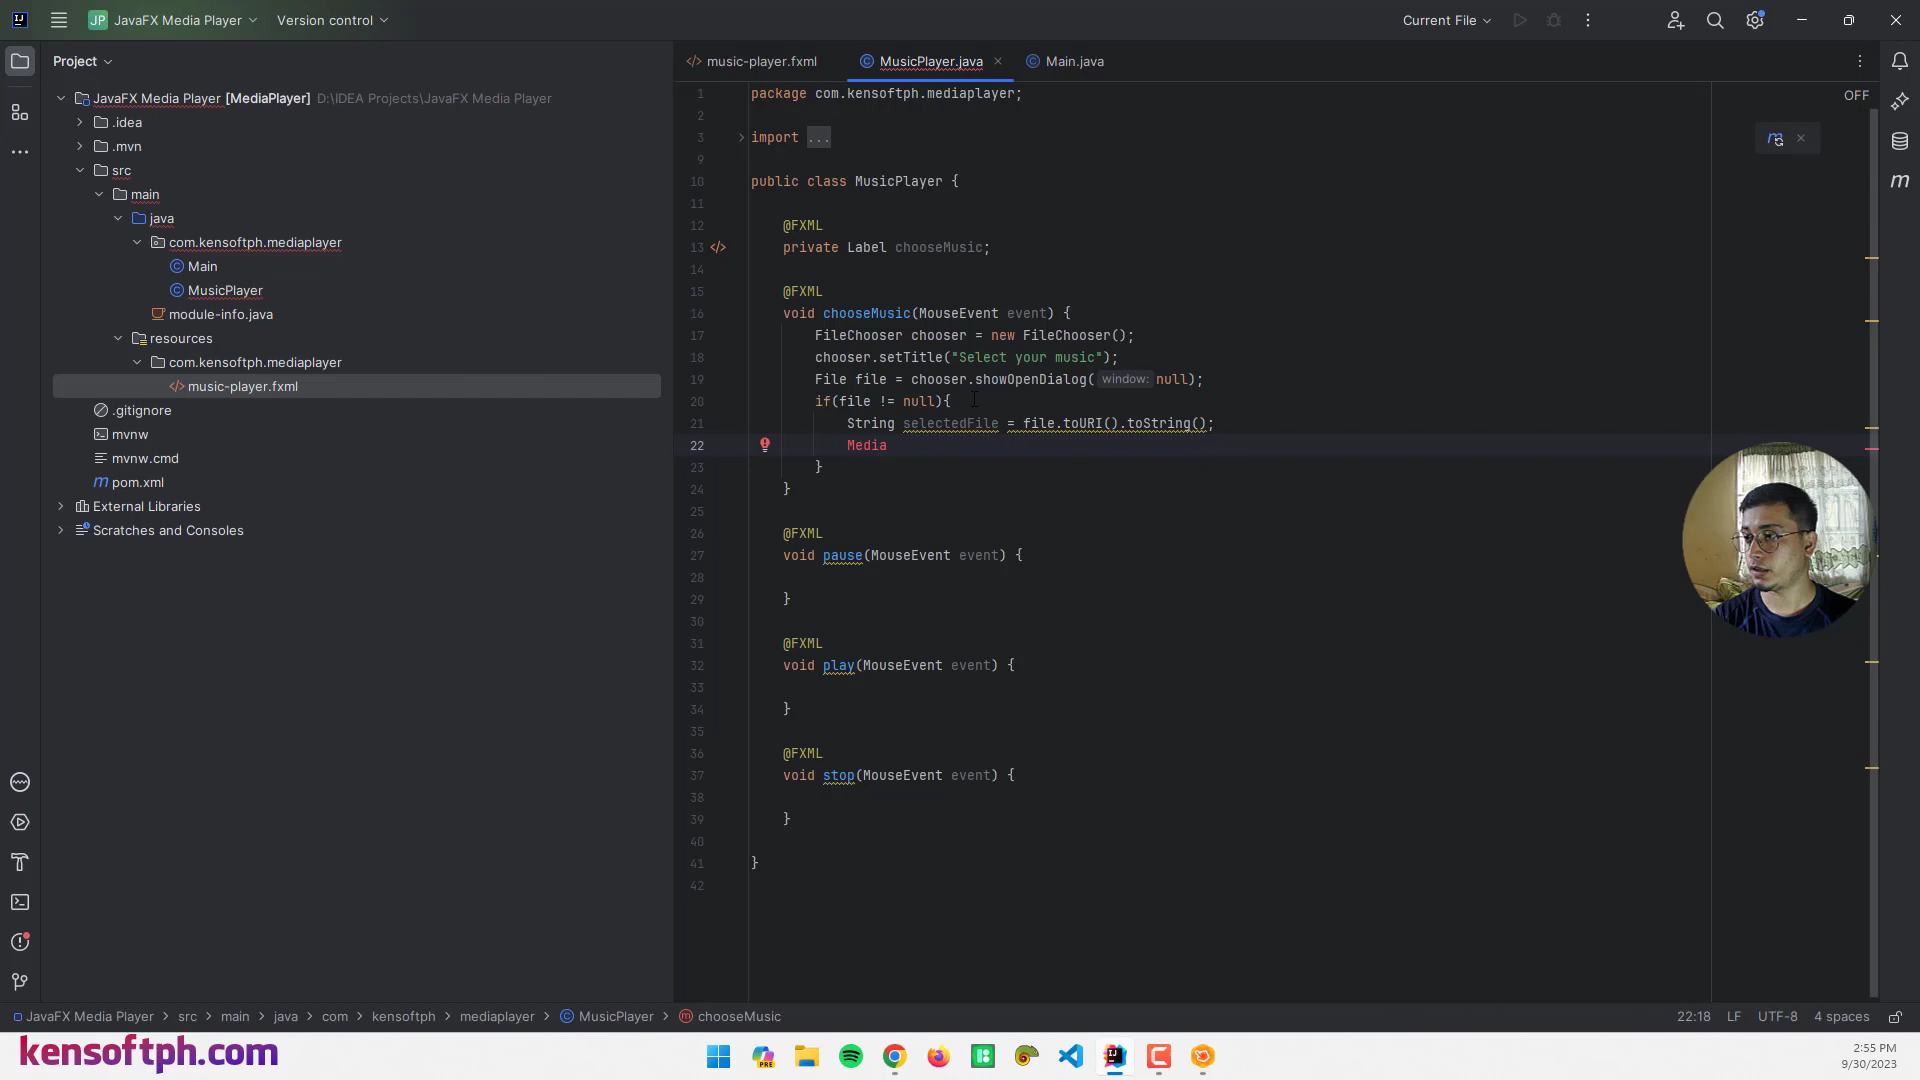 JP JavaFX Media Player
Version control
Current File
Project
music-player.fxml
MusicPlayer.java
Main.java
JavaFX Media Player [MediaPlayer] D:\IDEA Projects\JavaFX Media Player
.idea
.mvn
src
main
java
com.kensoftph.mediaplayer
Main
MusicPlayer
module-info.java
resources
com.kensoftph.mediaplayer
music-player.fxml
.gitignore
mvnw
mvnw.cmd
pom.xml
External Libraries
Scratches and Consoles
OFF
1 package com.kensoftph.mediaplayer;
2
3 import ...
9
10 public class MusicPlayer {
11
12 @FXML
13 private Label chooseMusic;
14
15 @FXML
16 void chooseMusic(MouseEvent event) {
17 FileChooser chooser = new FileChooser();
18 chooser.setTitle("Select your music");
19 File file = chooser.showOpenDialog( window: null);
20 if(file != null){
21 String selectedFile = file.toURI().toString();
22 Media
23 }
24 }
25
26 @FXML
27 void pause(MouseEvent event) {
28
29 }
30
31 @FXML
32 void play(MouseEvent event) {
33
34 }
35
36 @FXML
37 void stop(MouseEvent event) {
38
39 }
40
41 }
42
JavaFX Media Player > src > main > java > com > kensoftph > mediaplayer > MusicPlayer > chooseMusic
22:18 LF UTF-8 4 spaces
kensoftph.com
PRE
2:55 PM
9/30/2023